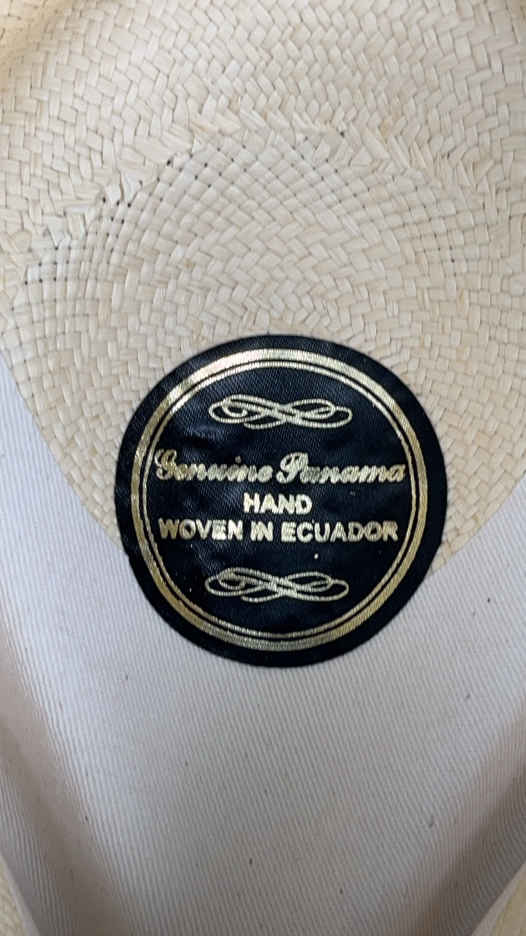 Genuine Panama
HAND
WOVEN IN ECUADOR